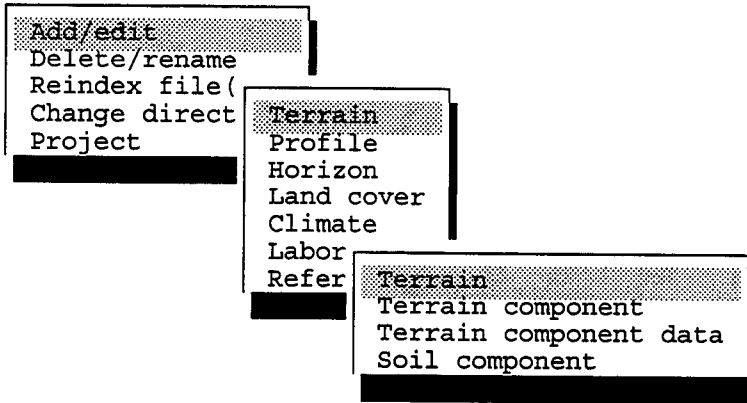 Add/edit
Delete/rename
Reindex file(
Change direct
Project
Terrain
Profile
Horizon
Land cover
Climate
Labor
Refer
Terrain
Terrain component
Terrain component data
Soil component